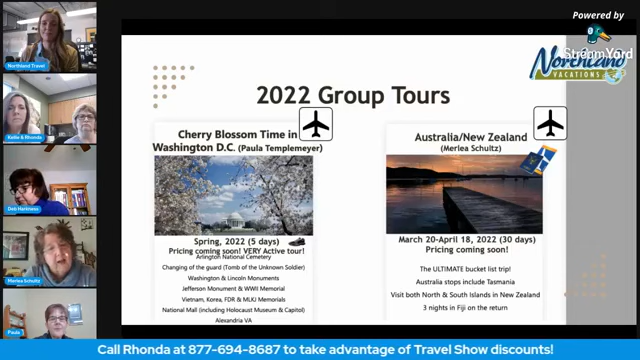 Powered by
StreamYard
Northland
VACATIONS
2022 Group Tours
Cherry Blossom Time in
Washington D.C. (Paula Templemeyer)
Spring, 2022 (5 days)
Pricing coming soon! VERY Active tour!
Arlington National Cemetery
Changing of the guard (Tomb of the Unknown Soldier)
Washington & Lincoln Monuments
Jefferson Monument & WWII Memorial
Vietnam, Korea, FDR & MLKJ Memorials
National Mall (including Holocaust Museum & Capitol)
Alexandria VA
Australia/New Zealand
(Merlea Schultz)
March 20-April 18, 2022 (30 days)
Pricing coming soon!
The ULTIMATE bucket list trip!
Australia stops include Tasmania
Visit both North & South Islands in New Zealand
3 nights in Fiji on the return
Northland Travel
Katie & Rhonda
Deb Harkness
Merlea Schultz
Paula
Call Rhonda at 877-694-8687 to take advantage of Travel Show discounts!